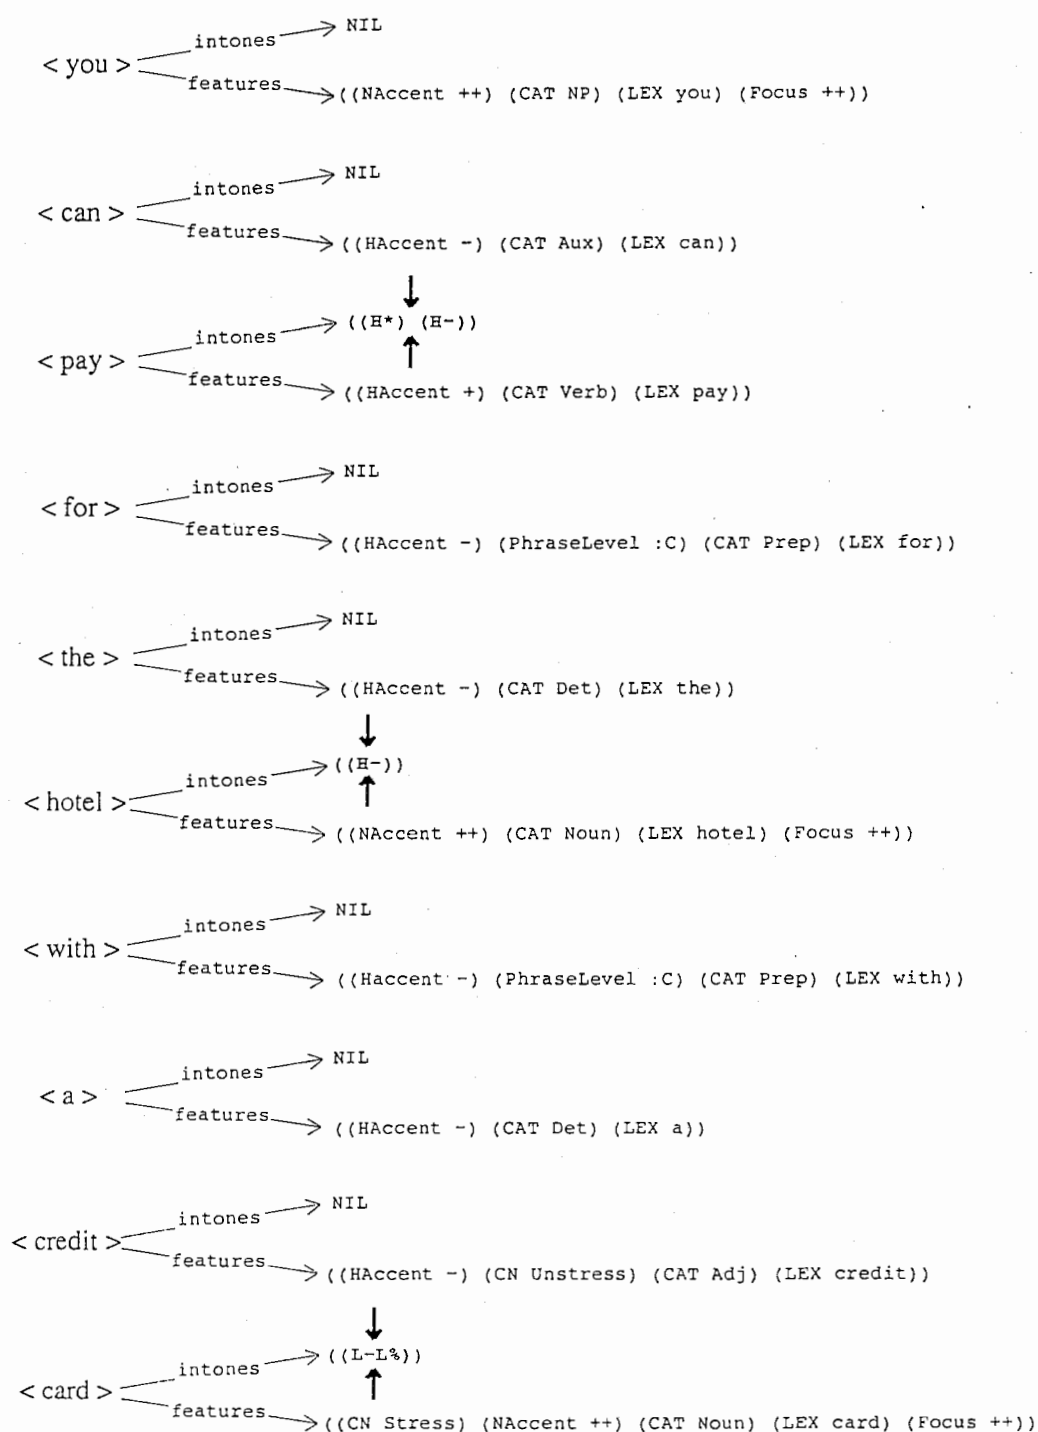 intones NIL
< you >
features ((NAccent ++) (CAT NP) (LEX you) (Focus ++))
intones NIL
< can >
features ((HAccent -) (CAT Aux) (LEX can))
intones ((H*) (H-))
< pay >
features ((HAccent +) (CAT Verb) (LEX pay))
intones NIL
< for >
features ((HAccent -) (PhraseLevel :C) (CAT Prep) (LEX for))
intones NIL
< the >
features ((HAccent -) (CAT Det) (LEX the))
intones ((H-))
< hotel >
features ((NAccent ++) (CAT Noun) (LEX hotel) (Focus ++))
intones NIL
< with >
features ((Haccent -) (PhraseLevel :C) (CAT Prep) (LEX with))
intones NIL
< a >
features ((HAccent -) (CAT Det) (LEX a))
intones NIL
< credit >
features ((HAccent -) (CN Unstress) (CAT Adj) (LEX credit))
intones ((L-L%))
< card >
features ((CN Stress) (NAccent ++) (CAT Noun) (LEX card) (Focus ++))